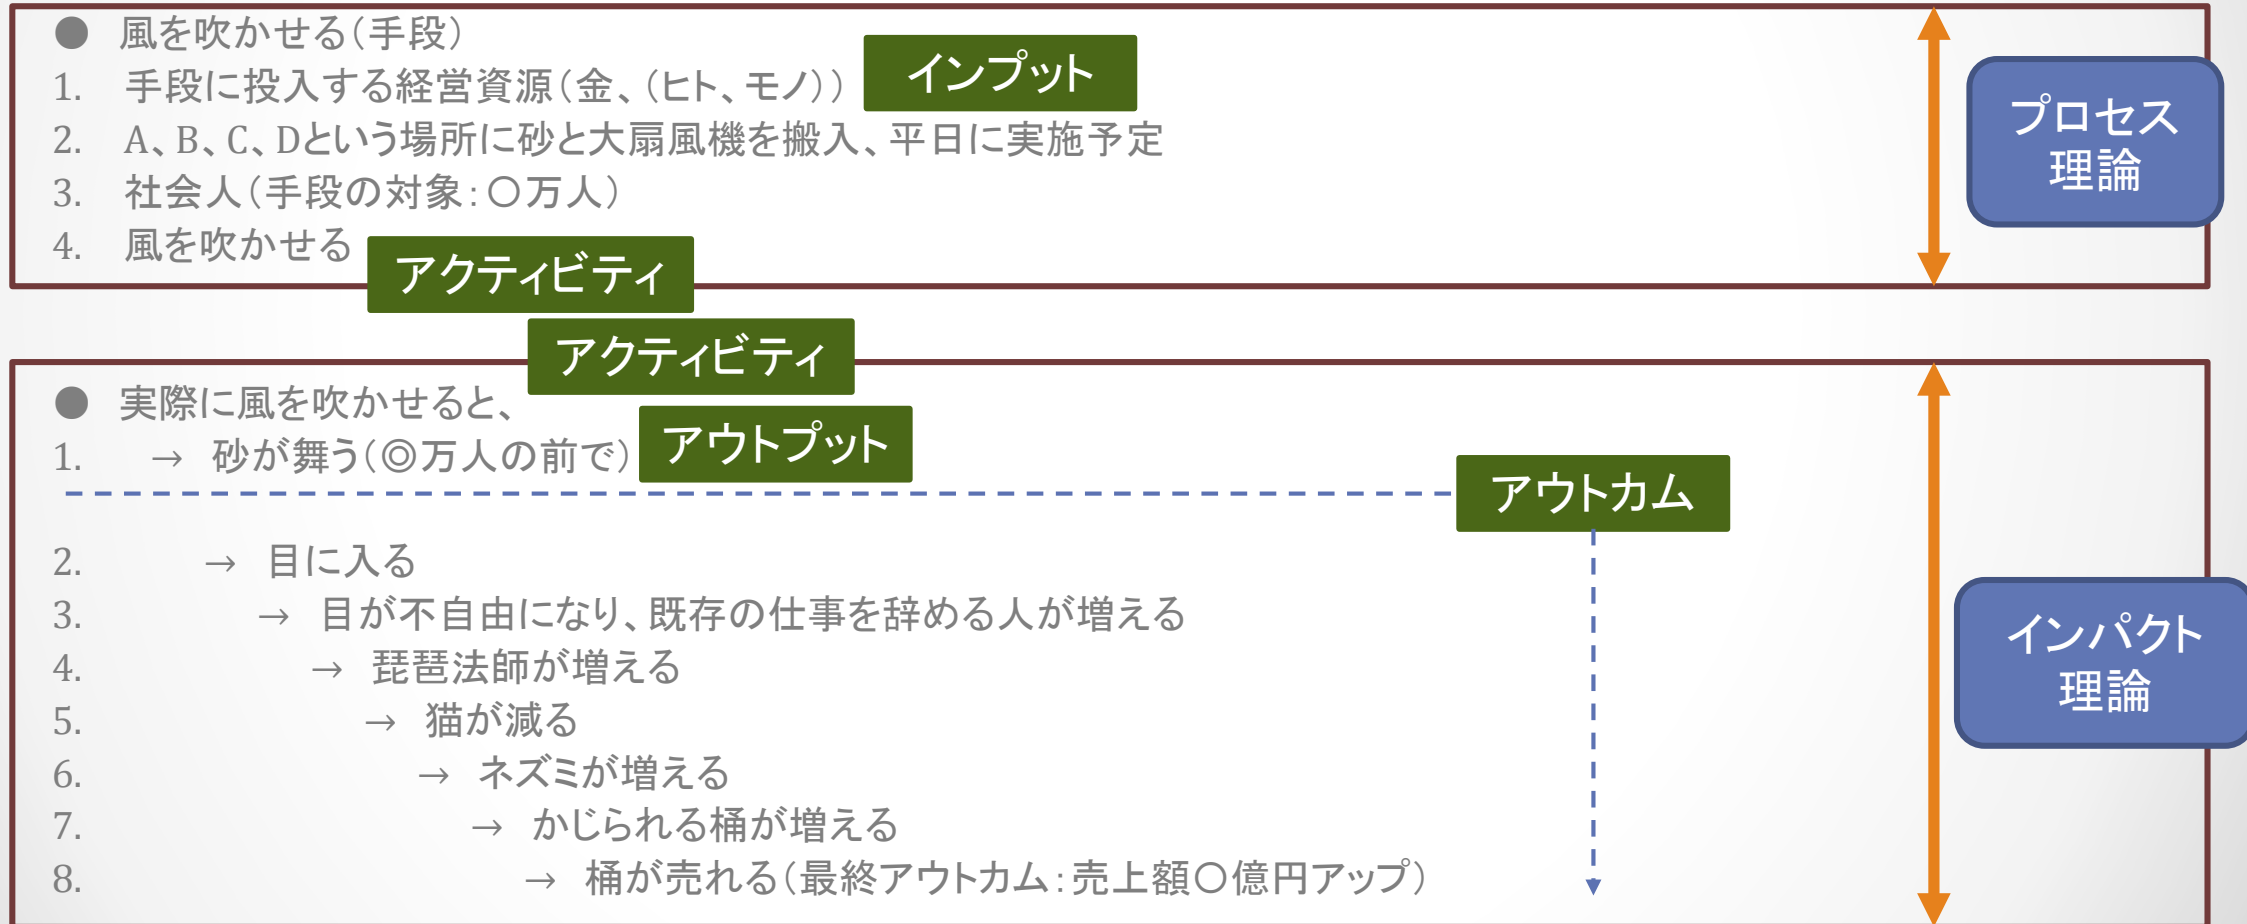 ● 風を吹かせる(手段)
1. 手段に投入する経営資源(金、(ヒト、モノ)) インプット
2. A、B、C、Dという場所に砂と大扇風機を搬入、平日に実施予定
3. 社会人(手段の対象:〇万人)
4. 風を吹かせる
アクティビティ
プロセス
理論
アクティビティ
● 実際に風を吹かせると、
1. → 砂が舞う(◎万人の前で) アウトプット
アウトカム
2. → 目に入る
3. → 目が不自由になり、既存の仕事を辞める人が増える
4. → 琵琶法師が増える
5. → 猫が減る
6. → ネズミが増える
7. → かじられる桶が増える
8. → 桶が売れる(最終アウトカム:売上額〇億円アップ)
インパクト
理論